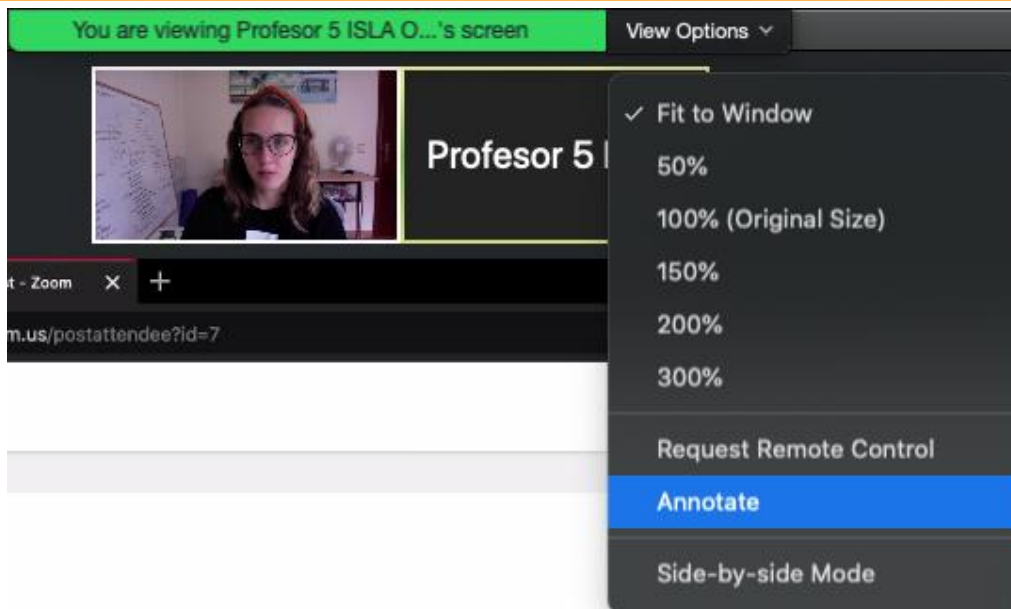 You are viewing Profesor 5 ISLA O...'s screen
View Options
Profesor 5
✓ Fit to Window
50%
100% (Original Size)
150%
200%
300%
Request Remote Control
Annotate
Side-by-side Mode
st - Zoom
m.us/postattendee?id=7